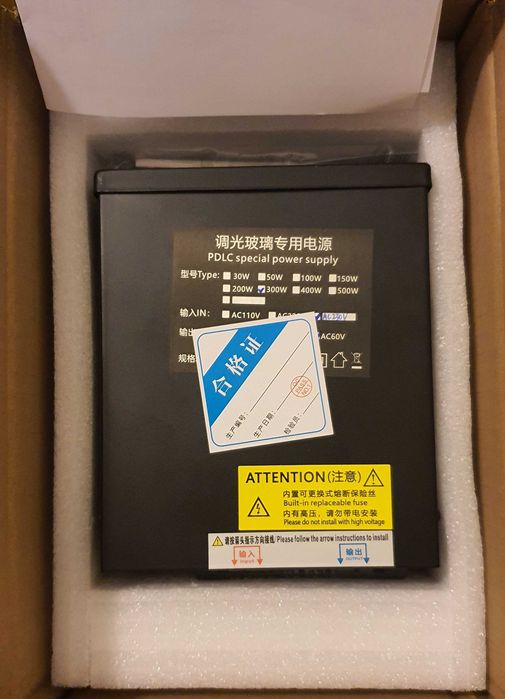 调光玻璃专用电源
PDLC special power supply
型号Type: 30W 50W 100W 150W
200W 300W 400W 500W
输入IN: AC110V AC230V
输出 AC60V
规格
合格证
生产编号:
生产日期:
检验员:
ATTENTION(注意)
内置可更换式熔断保险丝
Built-in replaceable fuse
内有高压，请勿带电安装
Please do not install with high voltage
请按箭头指示方向接线/Please follow the arrow instructions to install
输入 输出
Input OUTPUT